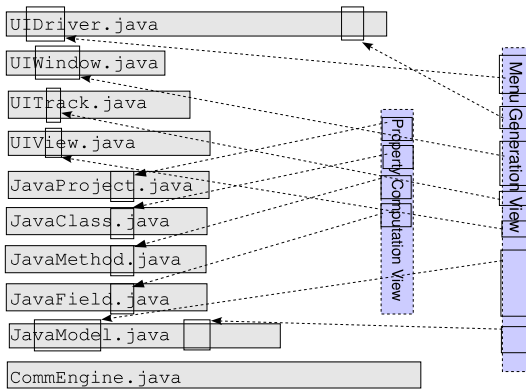 UIDriver.java
UIWindow.java
UITrack.java
UIView.java
JavaProject.java
JavaClass.java
JavaMethod.java
JavaField.java
JavaModel.java
CommEngine.java
Property Computation View
Menu Generation View